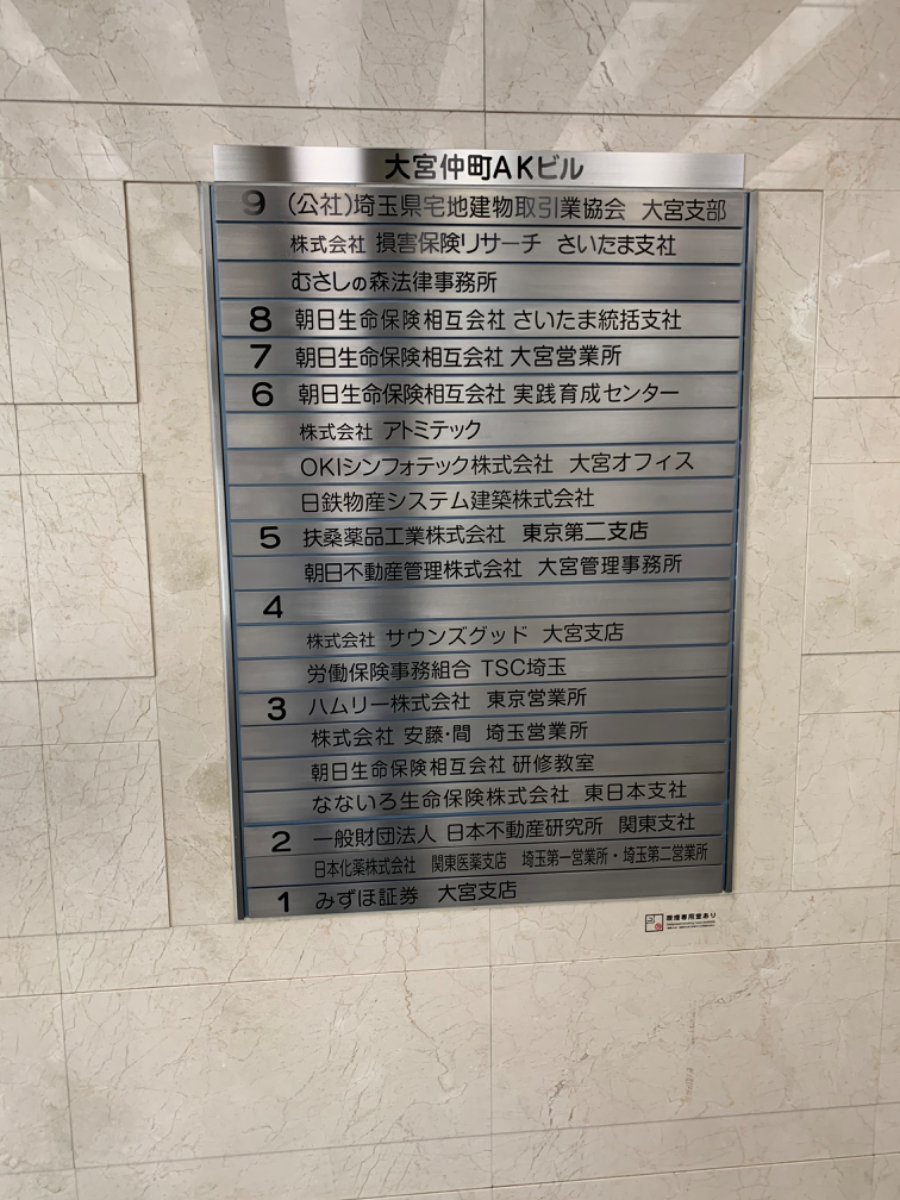 大宮仲町AKビル
9 (公社)埼玉県宅地建物取引業協会 大宮支部
株式会社 損害保険リサーチ さいたま支社
むさしの森法律事務所
8 朝日生命保険相互会社 さいたま統括支社
7 朝日生命保険相互会社 大宮営業所
6 朝日生命保険相互会社 実践育成センター
株式会社 アトミテック
OKIシンフォテック株式会社 大宮オフィス
日鉄物産システム建築株式会社
5 扶桑薬品工業株式会社 東京第二支店
朝日不動産管理株式会社 大宮管理事務所
4
株式会社 サウンズグッド 大宮支店
労働保険事務組合 TSC埼玉
3 ハムリー株式会社 東京営業所
株式会社 安藤・間 埼玉営業所
朝日生命保険相互会社 研修教室
なないろ生命保険株式会社 東日本支社
2 一般財団法人 日本不動産研究所 関東支社
日本化薬株式会社 関東医薬支店 埼玉第一営業所・埼玉第二営業所
1 みずほ証券 大宮支店
喫煙専用室あり